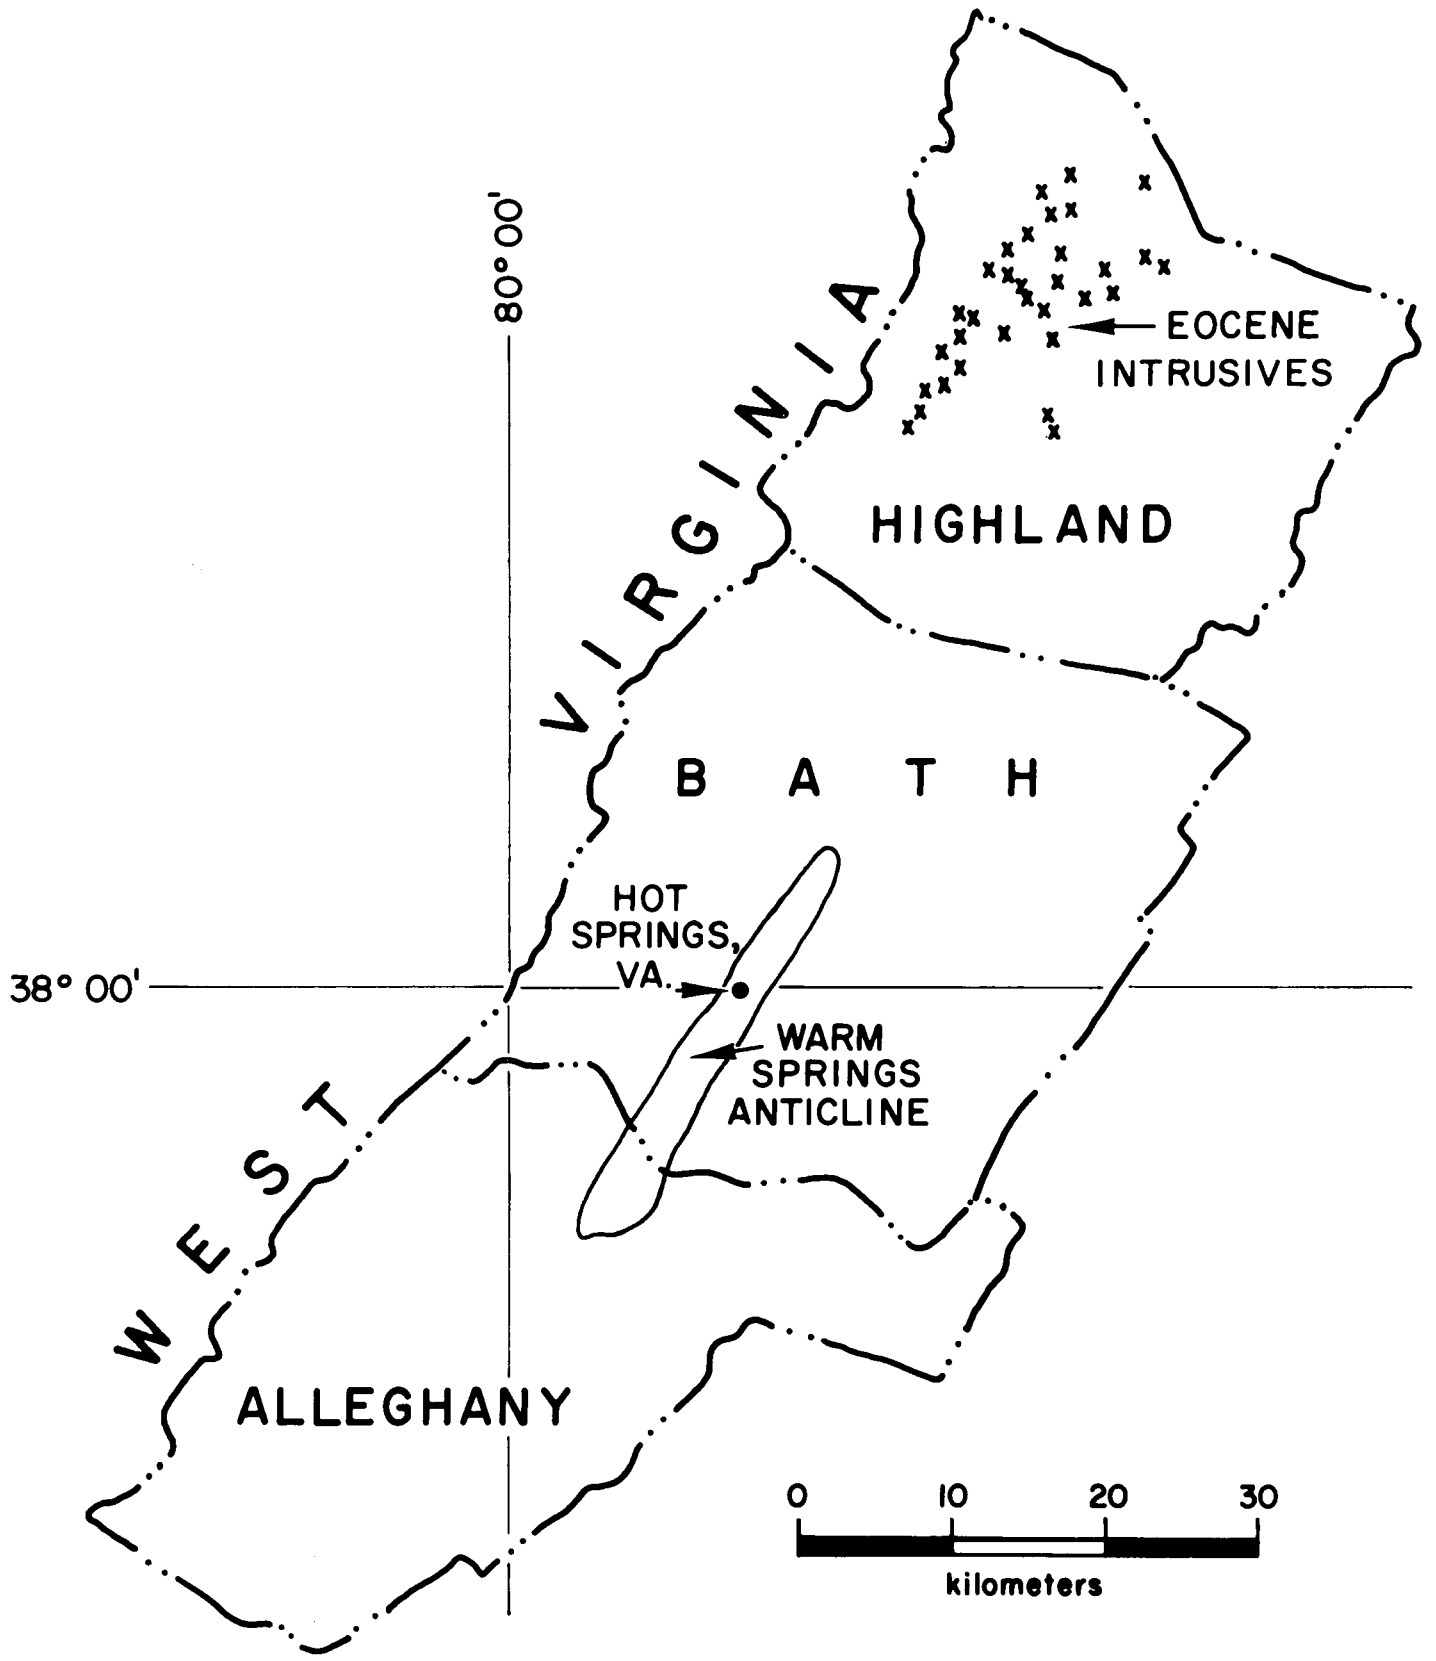 80° 00'
WEST VIRGINIA
EOCENE
INTRUSIVES
HIGHLAND
BATH
HOT
SPRINGS,
VA.
38° 00'
WARM
SPRINGS
ANTICLINE
ALLEGHANY
0 10 20 30
kilometers